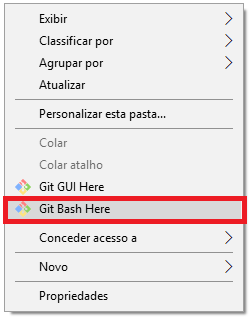 Exibir
Classificar por
Agrupar por
Atualizar
Personalizar esta pasta...
Colar
Colar atalho
Git GUI Here
Git Bash Here
Conceder acesso a
Novo
Propriedades